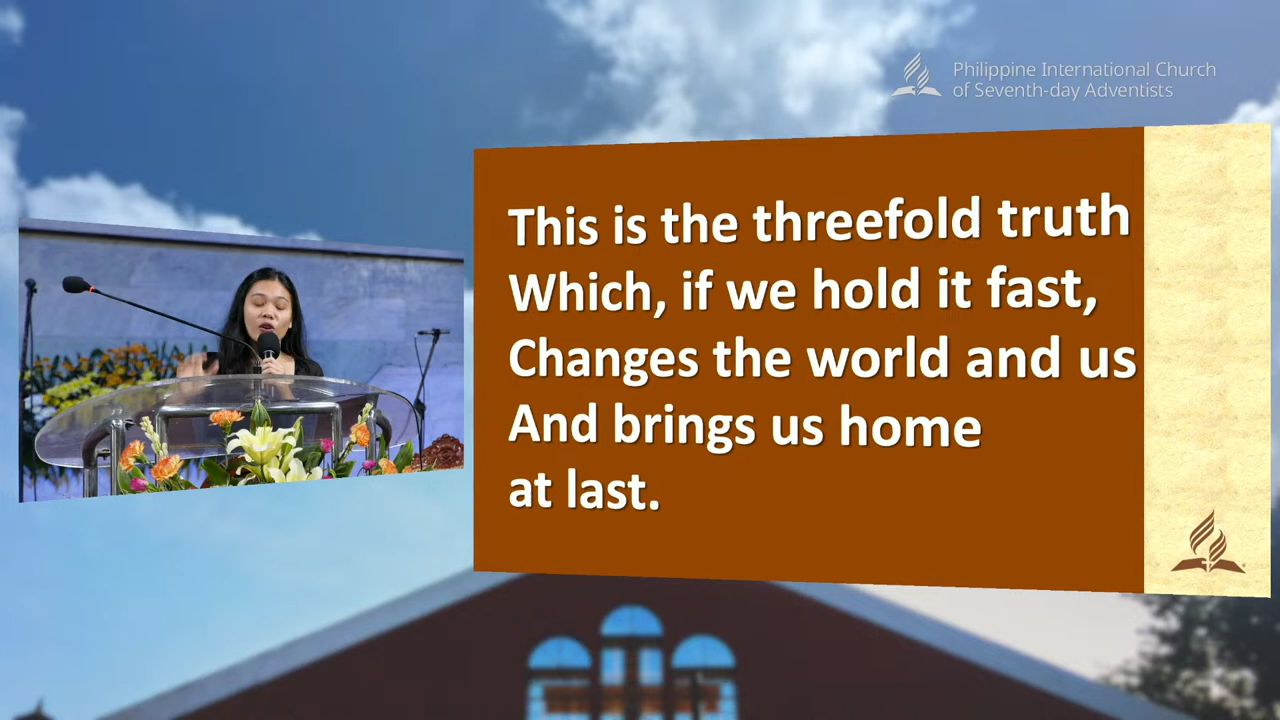 Philippine International Church
of Seventh-day Adventists
This is the threefold truth
Which, if we hold it fast,
Changes the world and us
And brings us home
at last.